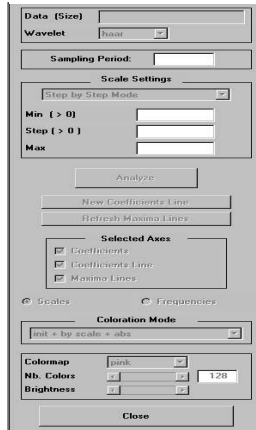 Data (Size)
Wavelet haar
Sampling Period:
Scale Settings
Step by Step Mode
Min ( > 0 )
Step ( > 0 )
Max
Analyze
New Coefficients Line
Refresh Maxima Lines
Selected Axes
Coefficients
Coefficients Line
Maxima Lines
Scales Frequencies
Coloration Mode
init + by scale + abs
Colormap pink
Nb. Colors 128
Brightness
Close